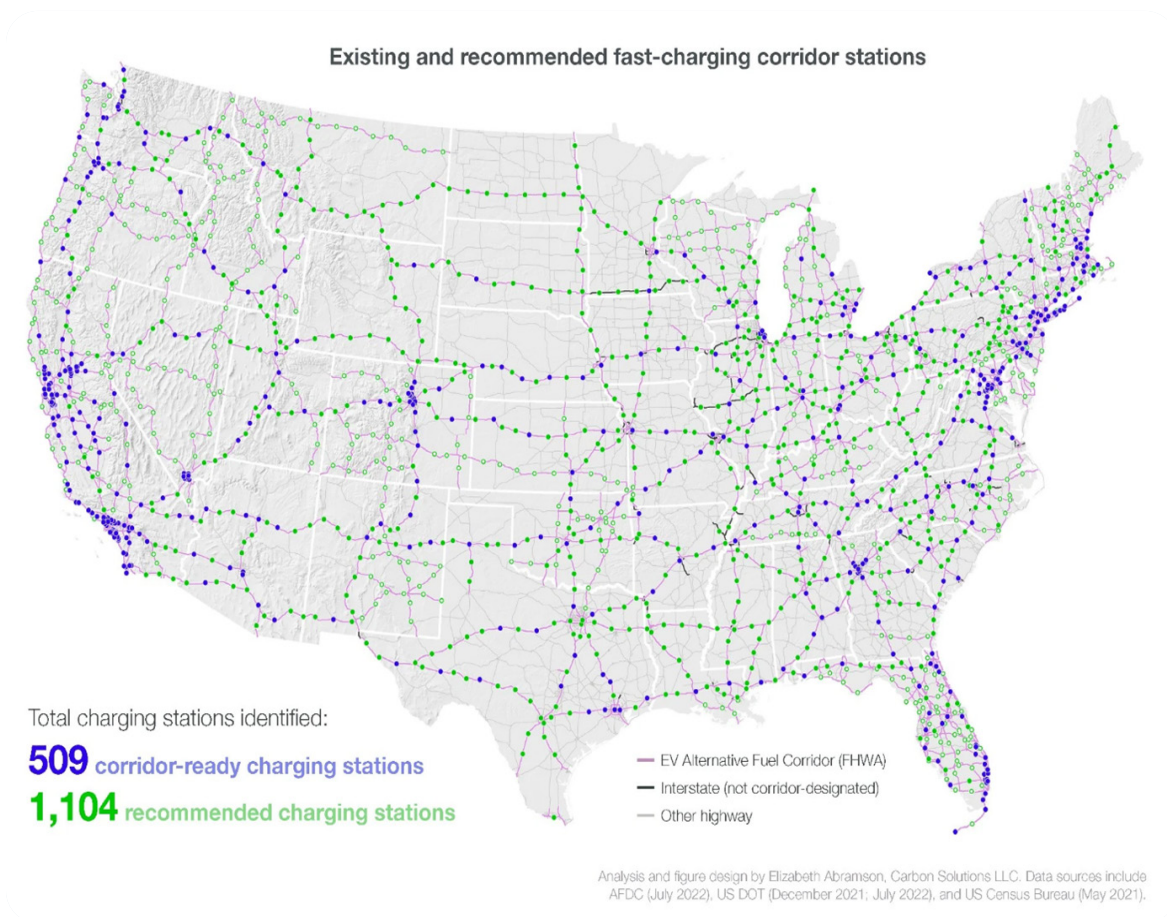 Existing and recommended fast-charging corridor stations
Total charging stations identified:
509 corridor-ready charging stations
1,104 recommended charging stations
EV Alternative Fuel Corridor (FHWA)
Interstate (not corridor-designated)
Other highway
Analysis and figure design by Elizabeth Abramson, Carbon Solutions LLC. Data sources include
AFDC (July 2022), US DOT (December 2021; July 2022), and US Census Bureau (May 2021).